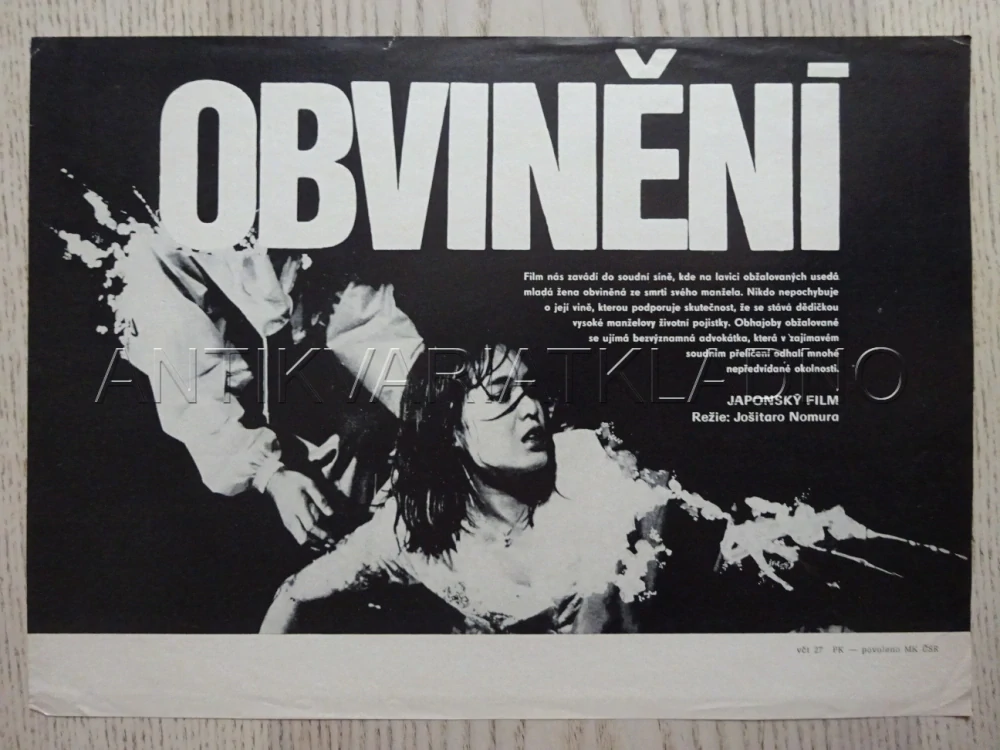 OBVINĚNÍ
Film nás zavádí do soudní síně, kde na lavici obžalovaných usedá
mladá žena obviněná ze smrti svého manžela. Nikdo nepochybuje
o její vině, kterou podporuje skutečnost, že se stává dědičkou
vysoké manželovy životní pojistky. Obhajoby obžalované
se ujímá bezvýznamná advokátka, která v zajímavém
soudním přelíčení odhalí mnohé
nepředvídané okolnosti.
ANTIKVARIATKLADNO
JAPONSKÝ FILM
Režie: Jošitaro Nomura
včt 27 PK — povoleno MK ČSR